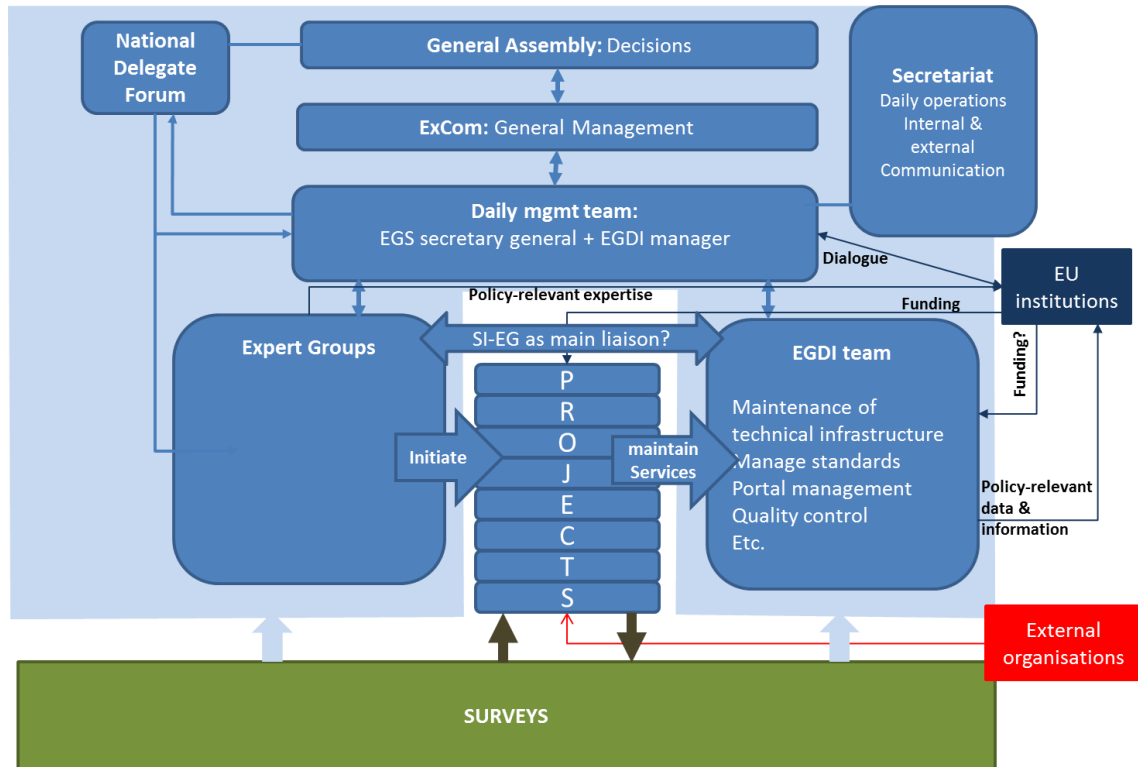 National
Delegate
Forum
General Assembly: Decisions
ExCom: General Management
Secretariat
Daily operations
Internal &
external
Communication
Daily mgmt team:
EGS secretary general + EGDI manager
Dialogue
EU
institutions
Policy-relevant expertise
Funding
Funding?
Expert Groups
SI-EG as main liaison?
EGDI team
Maintenance of
technical infrastructure
Manage standards
Portal management
Quality control
Etc.
Initiate
P
R
O
J
E
C
T
S
maintain
Services
Policy-relevant
data &
information
External
organisations
SURVEYS